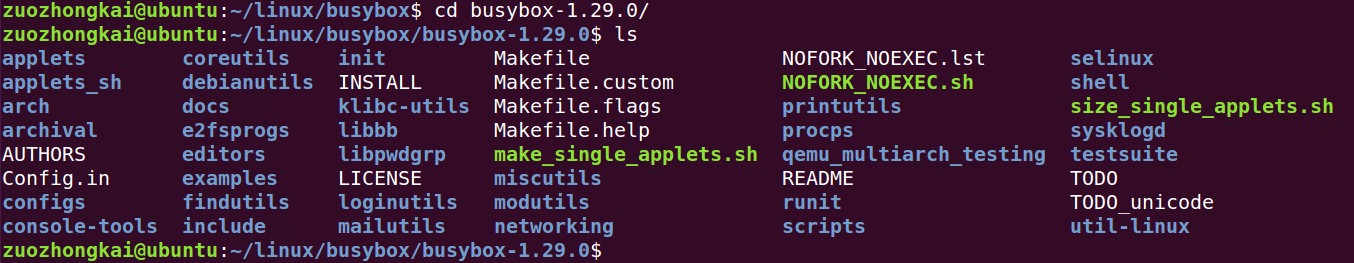 zuozhongkai@ubuntu:~/linux/busybox$ cd busybox-1.29.0/
zuozhongkai@ubuntu:~/linux/busybox/busybox-1.29.0$ ls
applets coreutils init Makefile NOFORK_NOEXEC.lst selinux
applets_sh debianutils INSTALL Makefile.custom NOFORK_NOEXEC.sh shell
arch docs klibc-utils Makefile.flags printutils size_single_applets.sh
archival e2fsprogs libbb Makefile.help procps sysklogd
AUTHORS editors libpwdgrp make_single_applets.sh qemu_multiarch_testing testsuite
Config.in examples LICENSE miscutils README TODO
configs findutils loginutils modutils runit TODO_unicode
console-tools include mailutils networking scripts util-linux
zuozhongkai@ubuntu:~/linux/busybox/busybox-1.29.0$